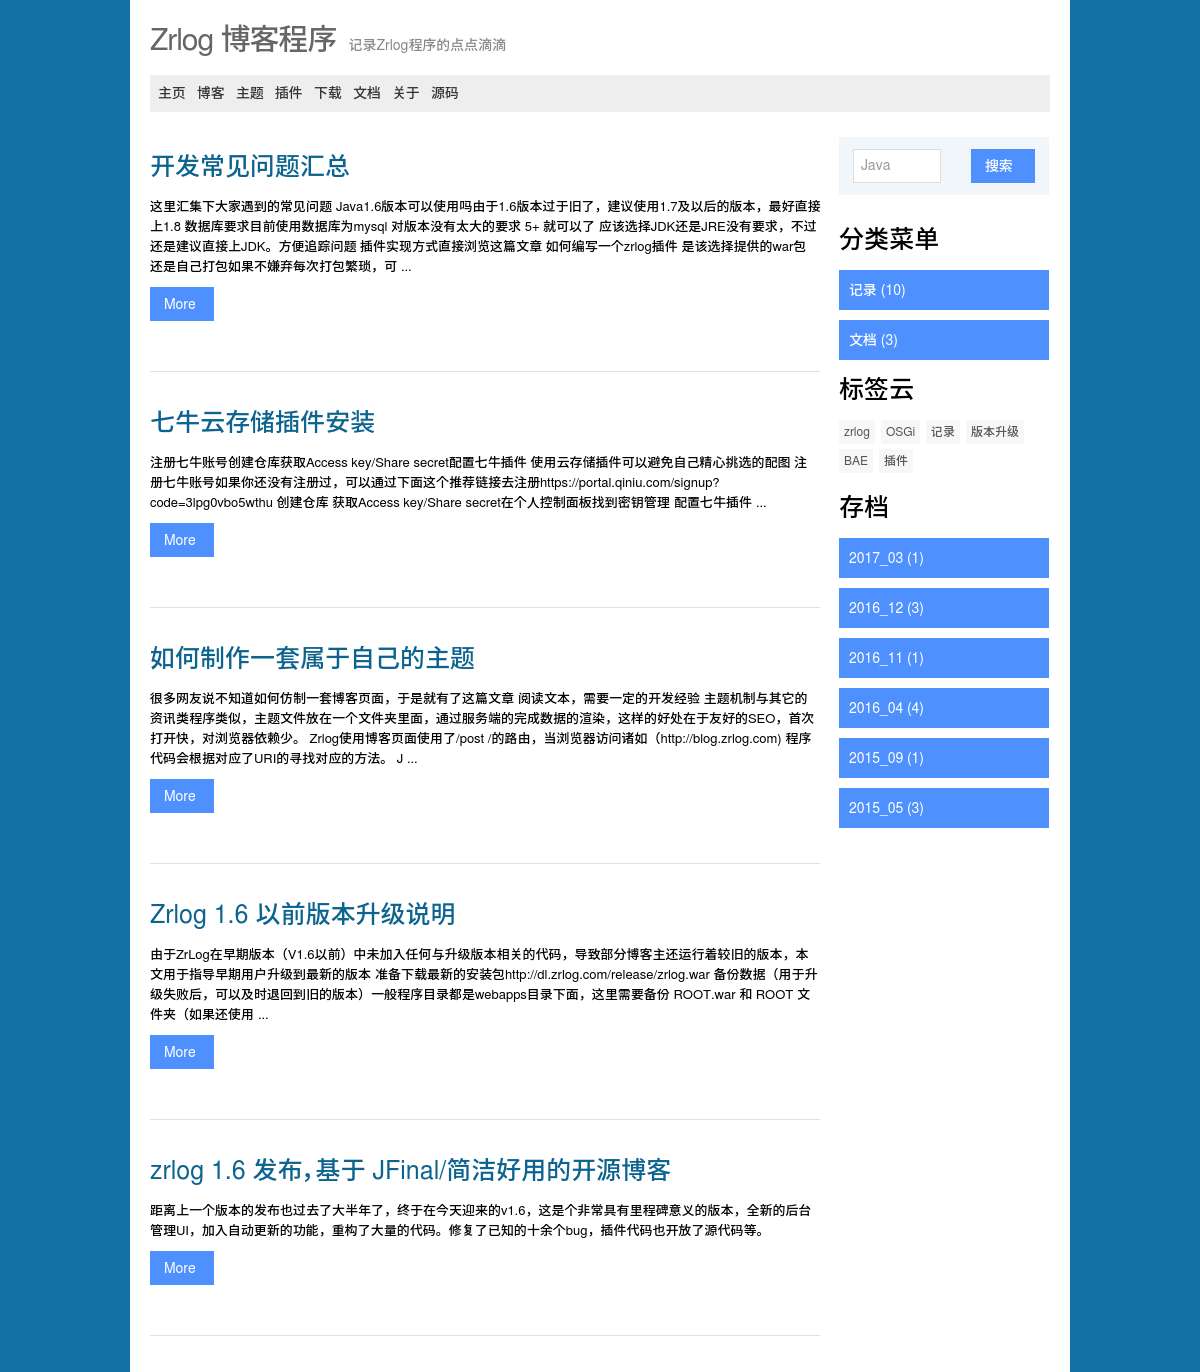 Zrlog 博客程序 记录Zrlog程序的点点滴滴
主页 博客 主题 插件 下载 文档 关于 源码
开发常见问题汇总
这里汇集下大家遇到的常见问题 Java1.6版本可以使用吗由于1.6版本过于旧了，建议使用1.7及以后的版本，最好直接
上1.8 数据库要求目前使用数据库为mysql 对版本没有太大的要求 5+ 就可以了 应该选择JDK还是JRE没有要求，不过
还是建议直接上JDK。方便追踪问题 插件实现方式直接浏览这篇文章 如何编写一个zrlog插件 是该选择提供的war包
还是自己打包如果不嫌弃每次打包繁琐，可 ...
More
七牛云存储插件安装
注册七牛账号创建仓库获取Access key/Share secret配置七牛插件 使用云存储插件可以避免自己精心挑选的配图 注
册七牛账号如果你还没有注册过，可以通过下面这个推荐链接去注册https://portal.qiniu.com/signup?
code=3lpg0vbo5wthu 创建仓库 获取Access key/Share secret在个人控制面板找到密钥管理 配置七牛插件 ...
More
如何制作一套属于自己的主题
很多网友说不知道如何仿制一套博客页面，于是就有了这篇文章 阅读文本，需要一定的开发经验 主题机制与其它的
资讯类程序类似，主题文件放在一个文件夹里面，通过服务端的完成数据的渲染，这样的好处在于友好的SEO，首次
打开快，对浏览器依赖少。 Zrlog使用博客页面使用了/post /的路由，当浏览器访问诸如（http://blog.zrlog.com) 程序
代码会根据对应了URI的寻找对应的方法。 J ...
More
Zrlog 1.6 以前版本升级说明
由于ZrLog在早期版本（V1.6以前）中未加入任何与升级版本相关的代码，导致部分博客主还运行着较旧的版本，本
文用于指导早期用户升级到最新的版本 准备下载最新的安装包http://dl.zrlog.com/release/zrlog.war 备份数据（用于升
级失败后，可以及时退回到旧的版本）一般程序目录都是webapps目录下面，这里需要备份 ROOT.war 和 ROOT 文
件夹（如果还使用 ...
More
zrlog 1.6 发布，基于 JFinal/简洁好用的开源博客
距离上一个版本的发布也过去了大半年了，终于在今天迎来的v1.6，这是个非常具有里程碑意义的版本，全新的后台
管理UI，加入自动更新的功能，重构了大量的代码。修复了已知的十余个bug，插件代码也开放了源代码等。
More
Java 搜索
分类菜单
记录 (10)
文档 (3)
标签云
zrlog OSGi 记录 版本升级
BAE 插件
存档
2017_03 (1)
2016_12 (3)
2016_11 (1)
2016_04 (4)
2015_09 (1)
2015_05 (3)